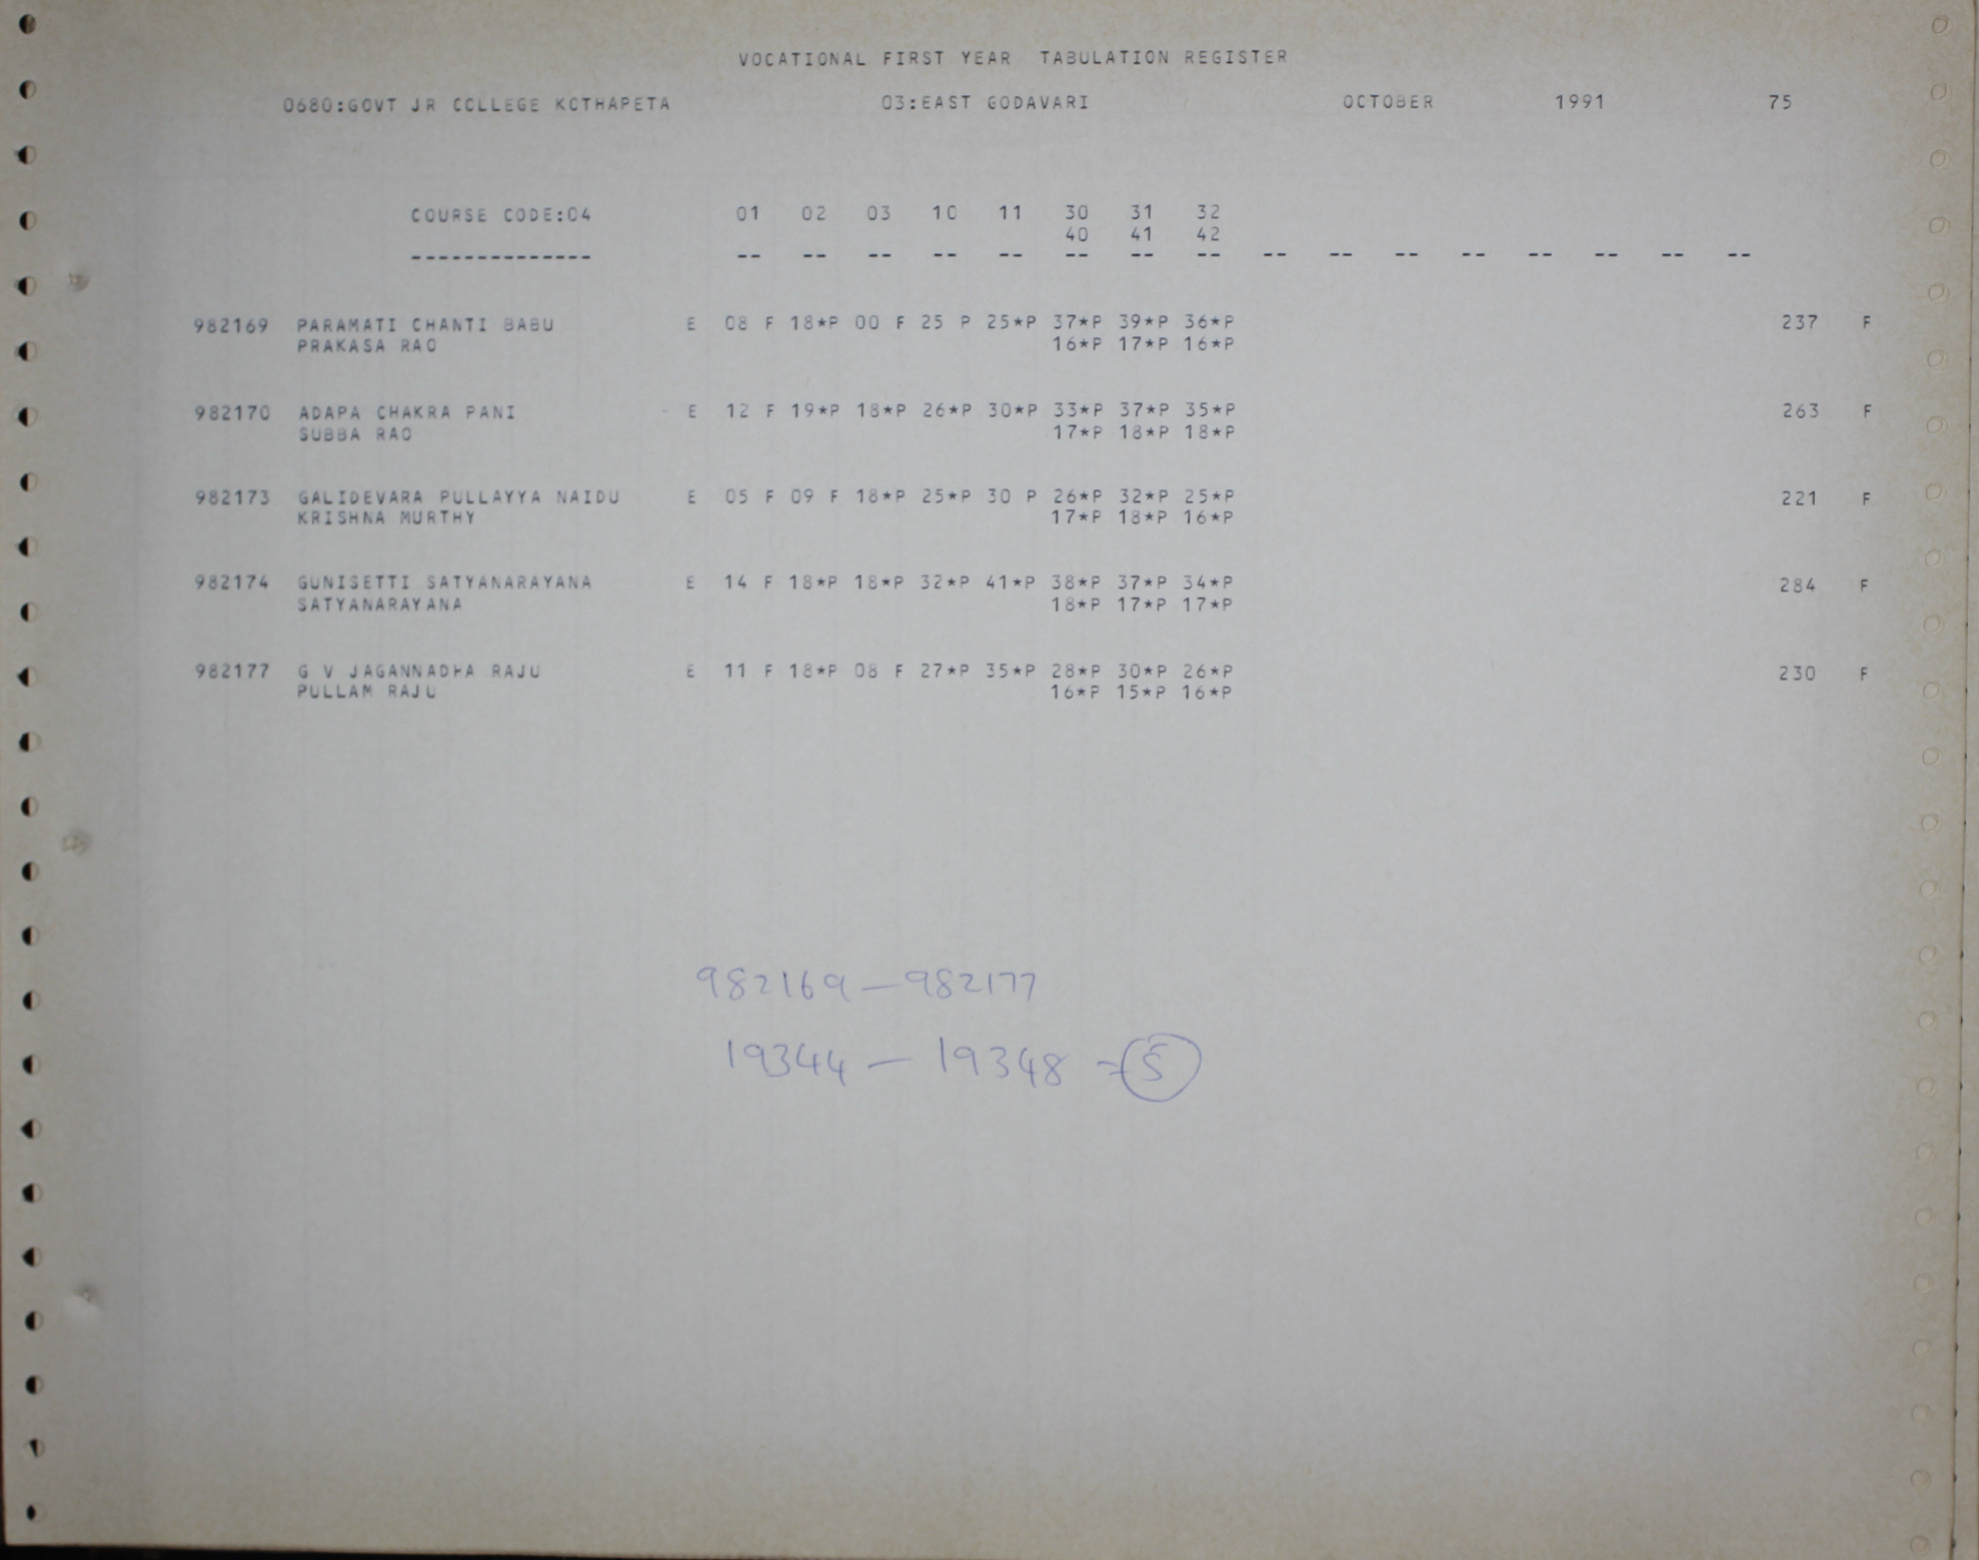 VOCATIONAL FIRST YEAR TABULATION REGISTER
0680:GOVT JR COLLEGE KOTHAPETA 03:EAST GODAVARI OCTOBER 1991 75
COURSE CODE:04 01 02 03 10 11 30 31 32
40 41 42
-------------- -- -- -- -- -- -- -- -- -- -- -- -- -- -- -- --
982169 PARAMATI CHANTI BABU E 08 F 18*P 00 F 25 P 25*P 37*P 39*P 36*P 237 F
PRAKASA RAO 16*P 17*P 16*P
982170 ADAPA CHAKRA PANI E 12 F 19*P 18*P 26*P 30*P 33*P 37*P 35*P 263 F
SUBBA RAO 17*P 18*P 18*P
982173 GALIDEVARA PULLAYYA NAIDU E 05 F 09 F 18*P 25*P 30 P 26*P 32*P 25*P 221 F
KRISHNA MURTHY 17*P 18*P 16*P
982174 GUNISETTI SATYANARAYANA E 14 F 18*P 18*P 32*P 41*P 38*P 37*P 34*P 284 F
SATYANARAYANA 18*P 17*P 17*P
982177 G V JAGANNADHA RAJU E 11 F 18*P 08 F 27*P 35*P 28*P 30*P 26*P 230 F
PULLAM RAJU 16*P 15*P 16*P
982169 — 982177
19344 — 19348 = 5